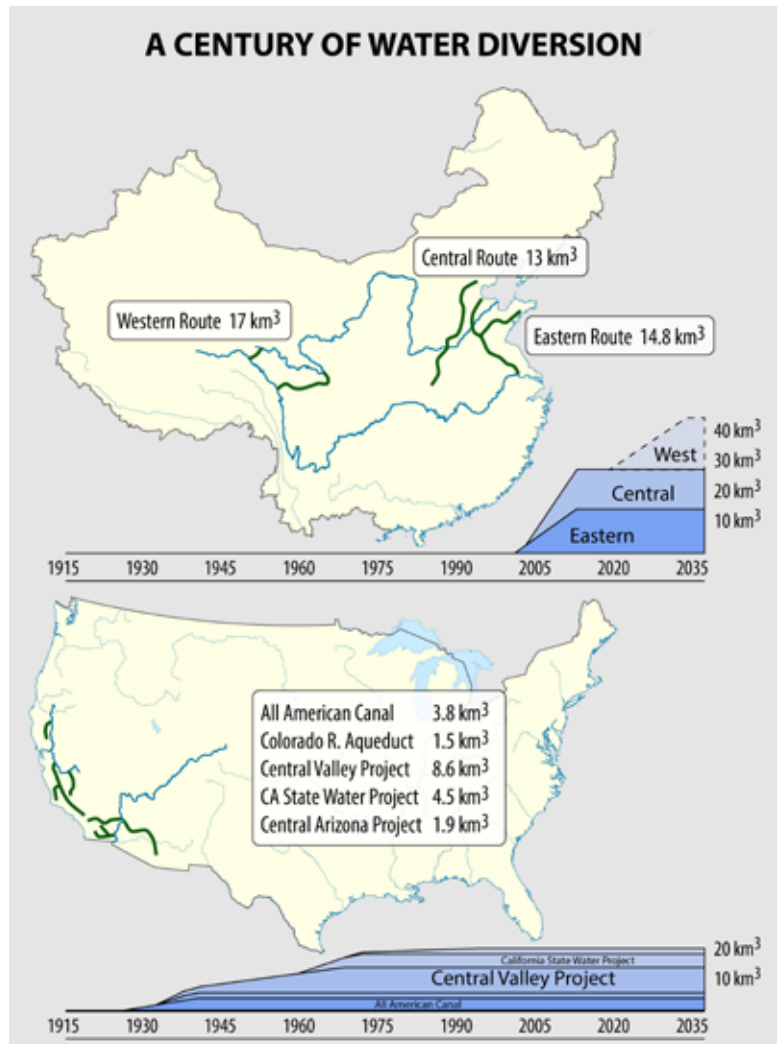 A CENTURY OF WATER DIVERSION
Central Route 13 km³
Western Route 17 km³
Eastern Route 14.8 km³
40 km³
West
30 km³
Central
20 km³
10 km³
Eastern
1915 1930 1945 1960 1975 1990 2005 2020 2035
All American Canal 3.8 km³
Colorado R. Aqueduct 1.5 km³
Central Valley Project 8.6 km³
CA State Water Project 4.5 km³
Central Arizona Project 1.9 km³
20 km³
California State Water Project
Central Valley Project
10 km³
All American Canal
1915 1930 1945 1960 1975 1990 2005 2020 2035